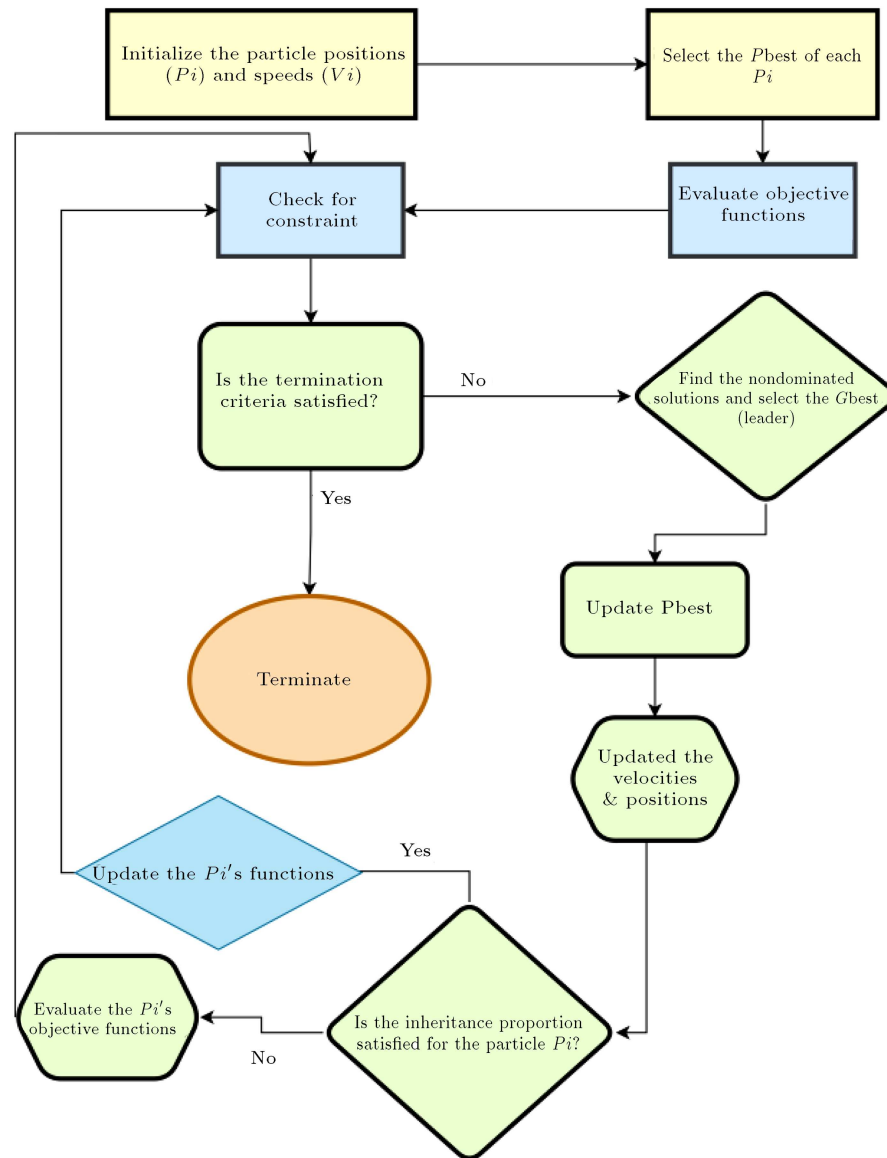 Initialize the particle positions
(Pi) and speeds (Vi)
Select the Pbest of each
Pi
Check for
constraint
Evaluate objective
functions
Is the termination
criteria satisfied?
No
Find the nondominated
solutions and select the Gbest
(leader)
Yes
Update Pbest
Terminate
Updated the
velocities
& positions
Yes
Update the Pi's functions
Evaluate the Pi's
objective functions
Is the inheritance proportion
satisfied for the particle Pi?
No